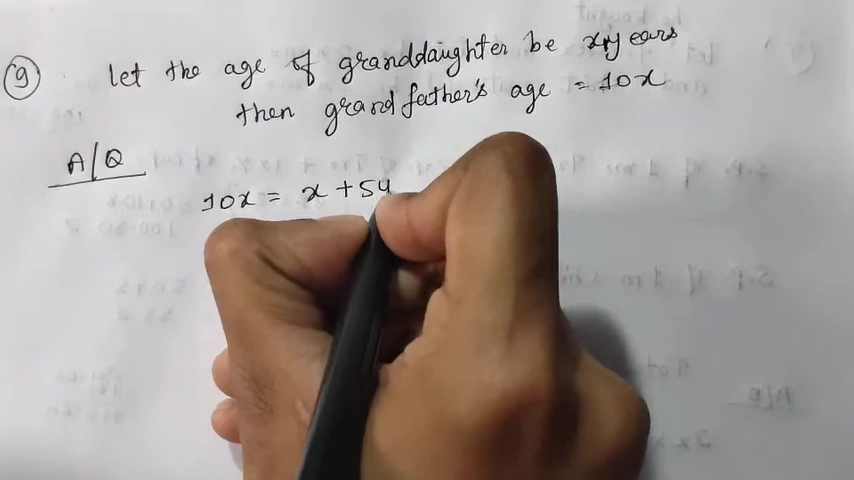 9 let the age of granddaughter be x years
then grandfather's age = 10x
A/Q
10x = x + 54